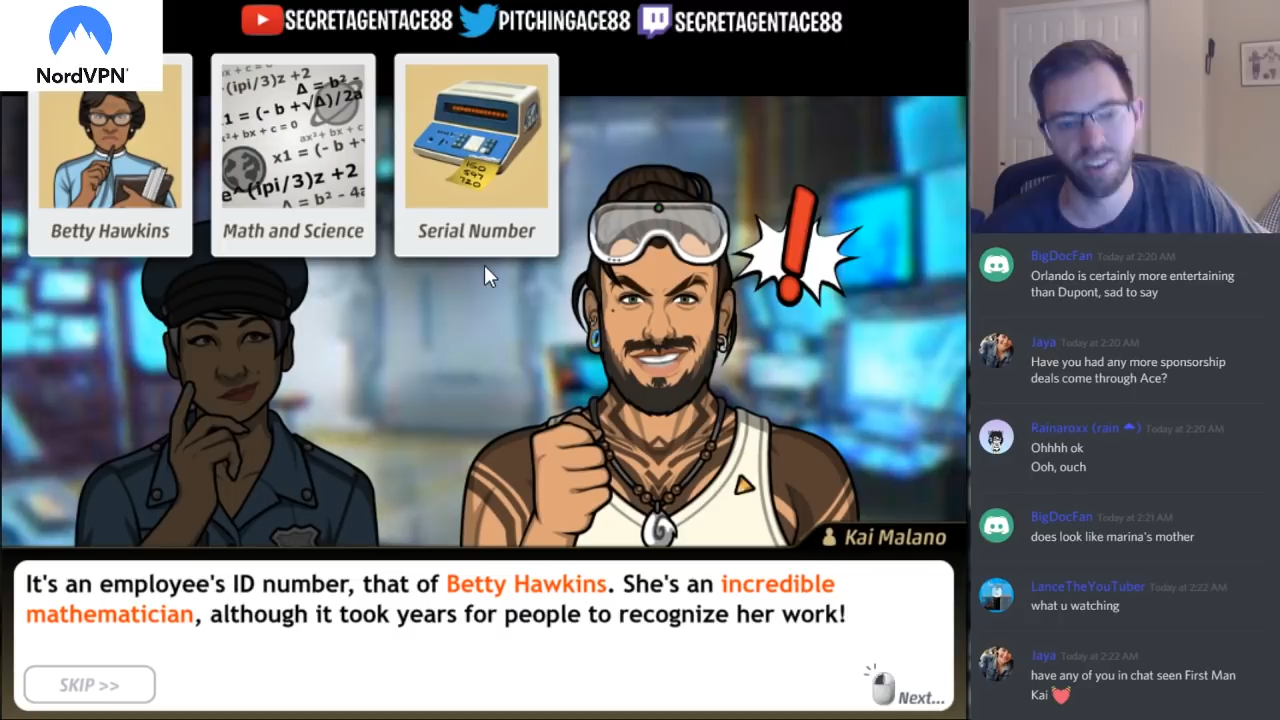 SECRETAGENTACE88 PITCHINGACE88 SECRETAGENTACE88
NordVPN®
Betty Hawkins
Math and Science
Serial Number
150
597
720
Kai Malano
It's an employee's ID number, that of Betty Hawkins. She's an incredible
mathematician, although it took years for people to recognize her work!
SKIP >>
Next...
BigDocFan Today at 2:20 AM
Orlando is certainly more entertaining
than Dupont, sad to say
Jaya Today at 2:20 AM
Have you had any more sponsorship
deals come through Ace?
Rainaroxx (rain ☂) Today at 2:20 AM
Ohhhh ok
Ooh, ouch
BigDocFan Today at 2:21 AM
does look like marina's mother
LanceTheYouTuber Today at 2:22 AM
what u watching
Jaya Today at 2:22 AM
have any of you in chat seen First Man
Kai 💓